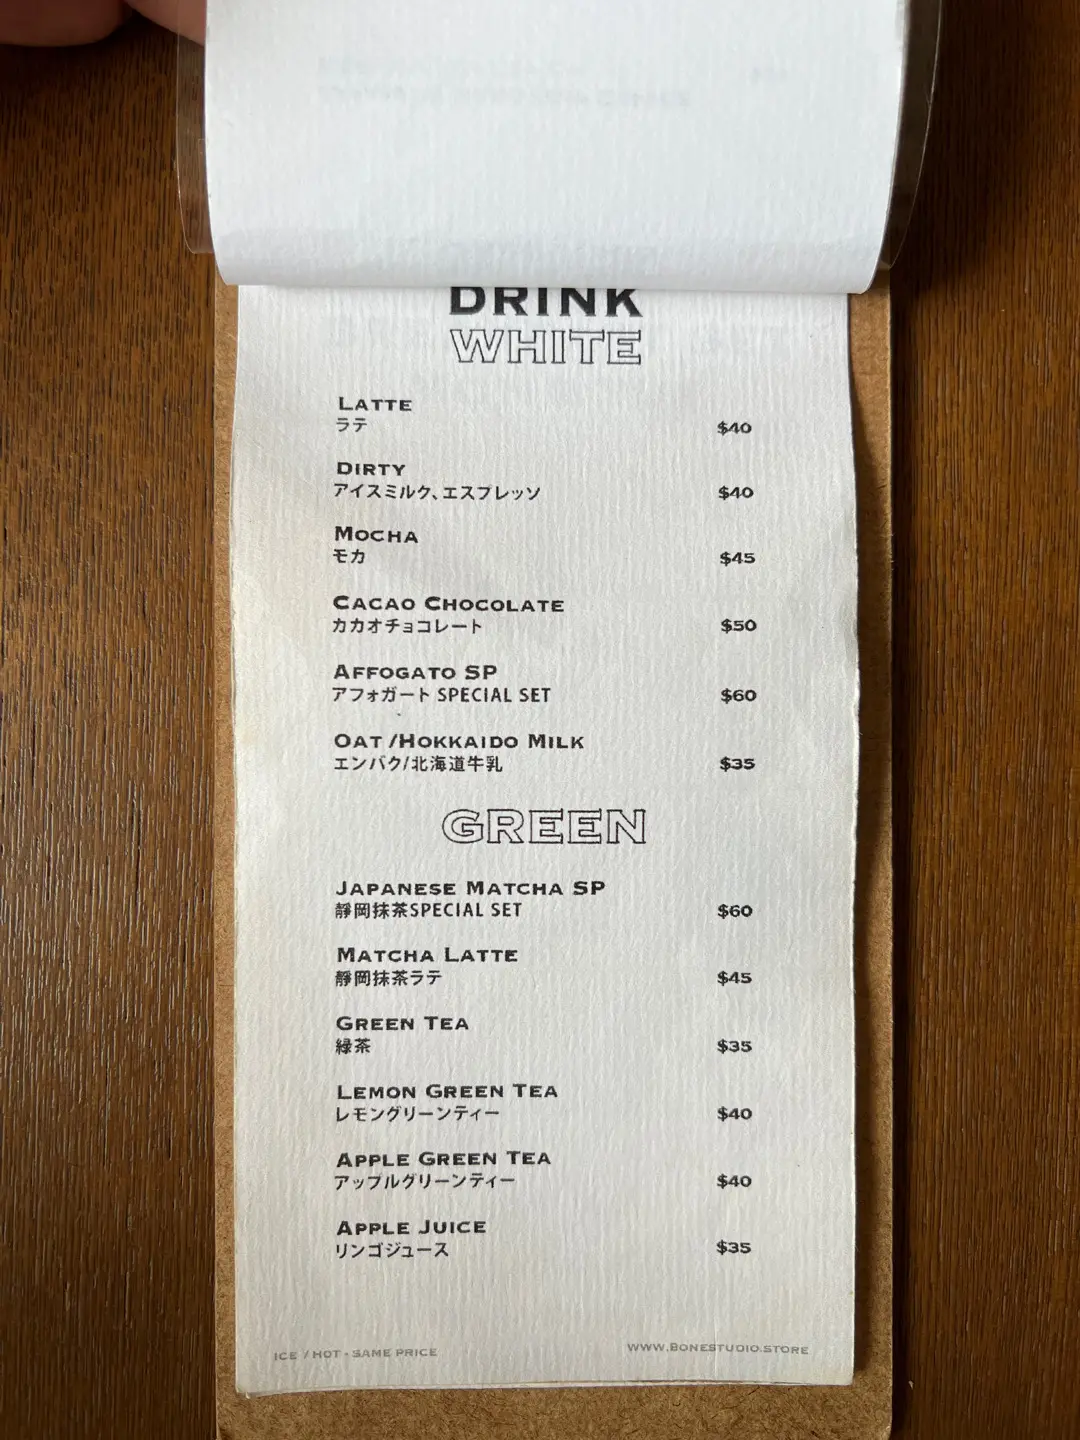 DRINK
WHITE
LATTE
ラテ
$40
DIRTY
アイスミルク、エスプレッソ
$40
MOCHA
モカ
$45
CACAO CHOCOLATE
カカオチョコレート
$50
AFFOGATO SP
アフォガート SPECIAL SET
$60
OAT /HOKKAIDO MILK
エンバク/北海道牛乳
$35
GREEN
JAPANESE MATCHA SP
靜岡抹茶SPECIAL SET
$60
MATCHA LATTE
靜岡抹茶ラテ
$45
GREEN TEA
緑茶
$35
LEMON GREEN TEA
レモングリーンティー
$40
APPLE GREEN TEA
アップルグリーンティー
$40
APPLE JUICE
リンゴジュース
$35
ICE / HOT - SAME PRICE
WWW.BONESTUDIO.STORE